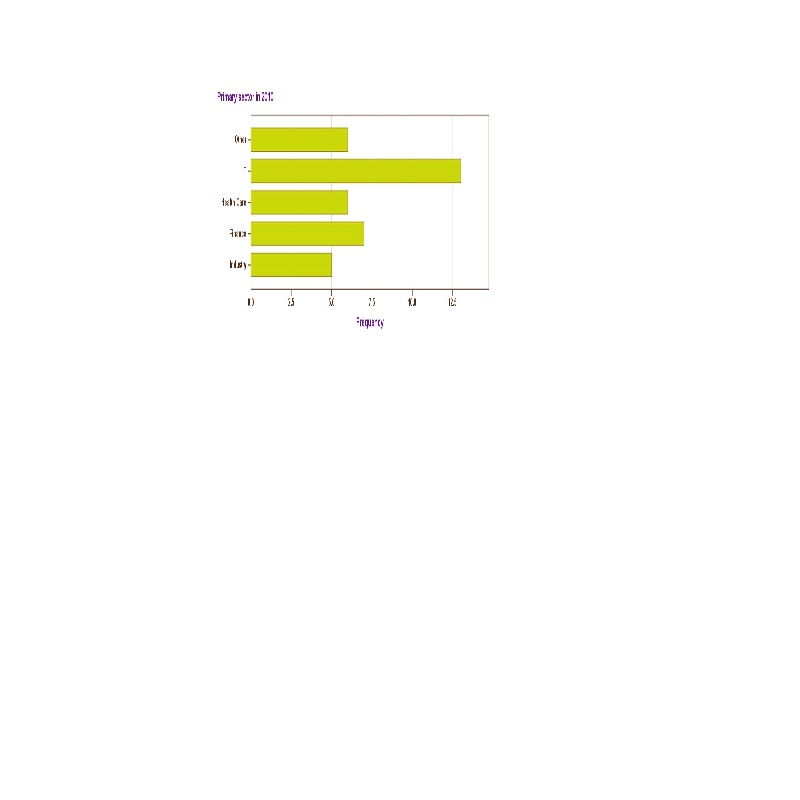 Primary sector in 2010
Other
Health Care
Finance
Industry
0.0 2.5 5.0 7.5 10.0 12.5
Frequency